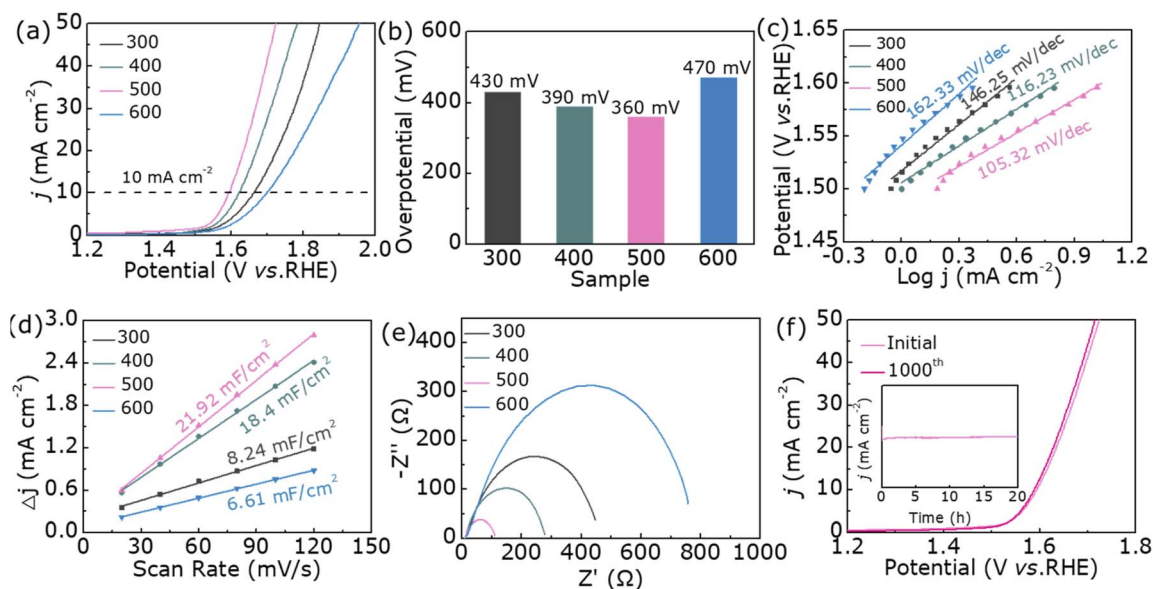 (a)
50
40
30
20
10
0
j (mA cm⁻²)
300
400
500
600
10 mA cm⁻²
1.2
1.4
1.6
1.8
2.0
Potential (V vs.RHE)
(b)
600
400
200
0
Overpotential (mV)
430 mV
390 mV
360 mV
470 mV
300
400
500
600
Sample
(c)
1.65
1.60
1.55
1.50
1.45
Potential (V vs.RHE)
300
400
500
600
162.33 mV/dec
146.25 mV/dec
116.23 mV/dec
105.32 mV/dec
-0.3
0.0
0.3
0.6
0.9
1.2
Log j (mA cm⁻²)
(d)
3.0
2.4
1.8
1.2
0.6
0.0
△j (mA cm⁻²)
300
400
500
600
21.92 mF/cm²
18.4 mF/cm²
8.24 mF/cm²
6.61 mF/cm²
0
30
60
90
120
150
Scan Rate (mV/s)
(e)
400
300
200
100
0
-Z'' (Ω)
300
400
500
600
0
200
400
600
800
1000
Z' (Ω)
(f)
50
40
30
20
10
0
j (mA cm⁻²)
Initial
1000ᵗʰ
j (mA cm⁻²)
0
5
10
15
20
Time (h)
1.2
1.4
1.6
1.8
Potential (V vs.RHE)